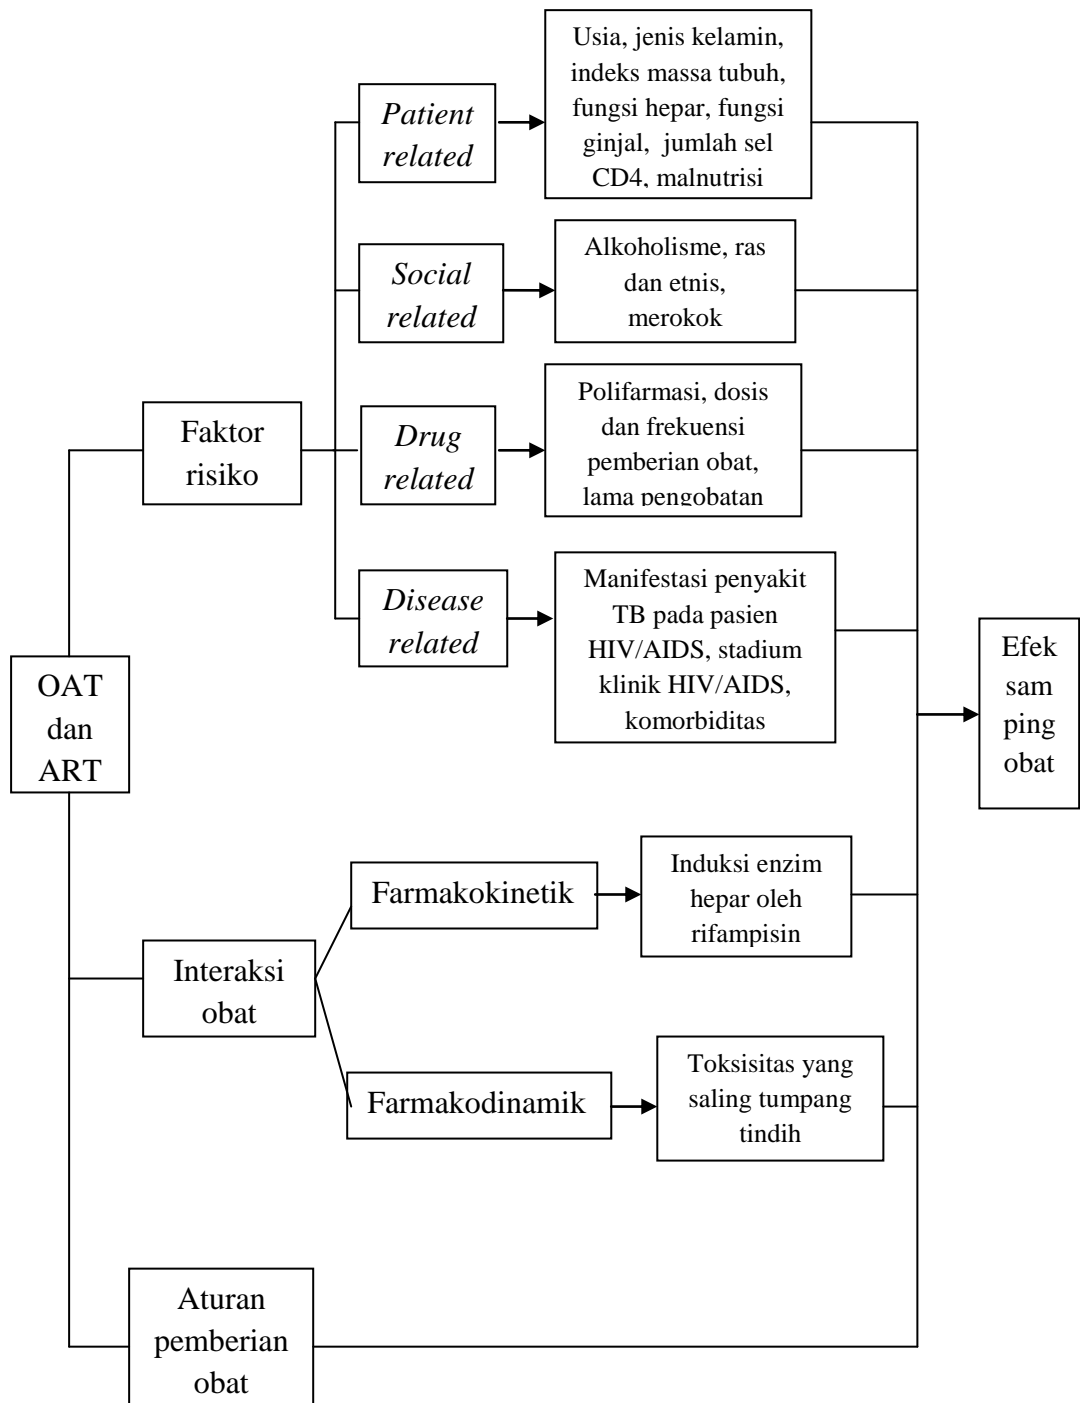 Usia, jenis kelamin,
indeks massa tubuh,
fungsi hepar, fungsi
ginjal, jumlah sel
CD4, malnutrisi
Patient
related
Social
related
Alkoholisme, ras
dan etnis,
merokok
Faktor
risiko
Drug
related
Polifarmasi, dosis
dan frekuensi
pemberian obat,
lama pengobatan
Disease
related
Manifestasi penyakit
TB pada pasien
HIV/AIDS, stadium
klinik HIV/AIDS,
komorbiditas
OAT
dan
ART
Efek
sam
ping
obat
Interaksi
obat
Farmakokinetik
Induksi enzim
hepar oleh
rifampisin
Farmakodinamik
Toksisitas yang
saling tumpang
tindih
Aturan
pemberian
obat